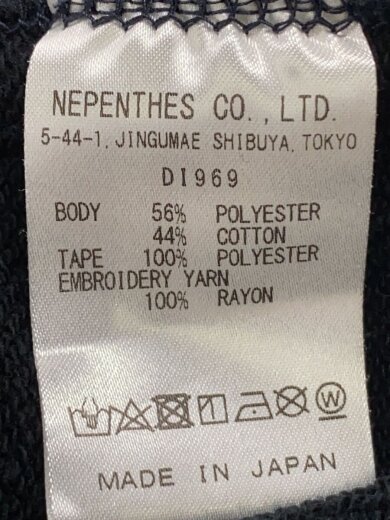 NEPENTHES CO., LTD.
5-44-1, JINGUMAE SHIBUYA, TOKYO
DI969
BODY 56% POLYESTER
44% COTTON
TAPE 100% POLYESTER
EMBROIDERY YARN
100% RAYON
W
MADE IN JAPAN